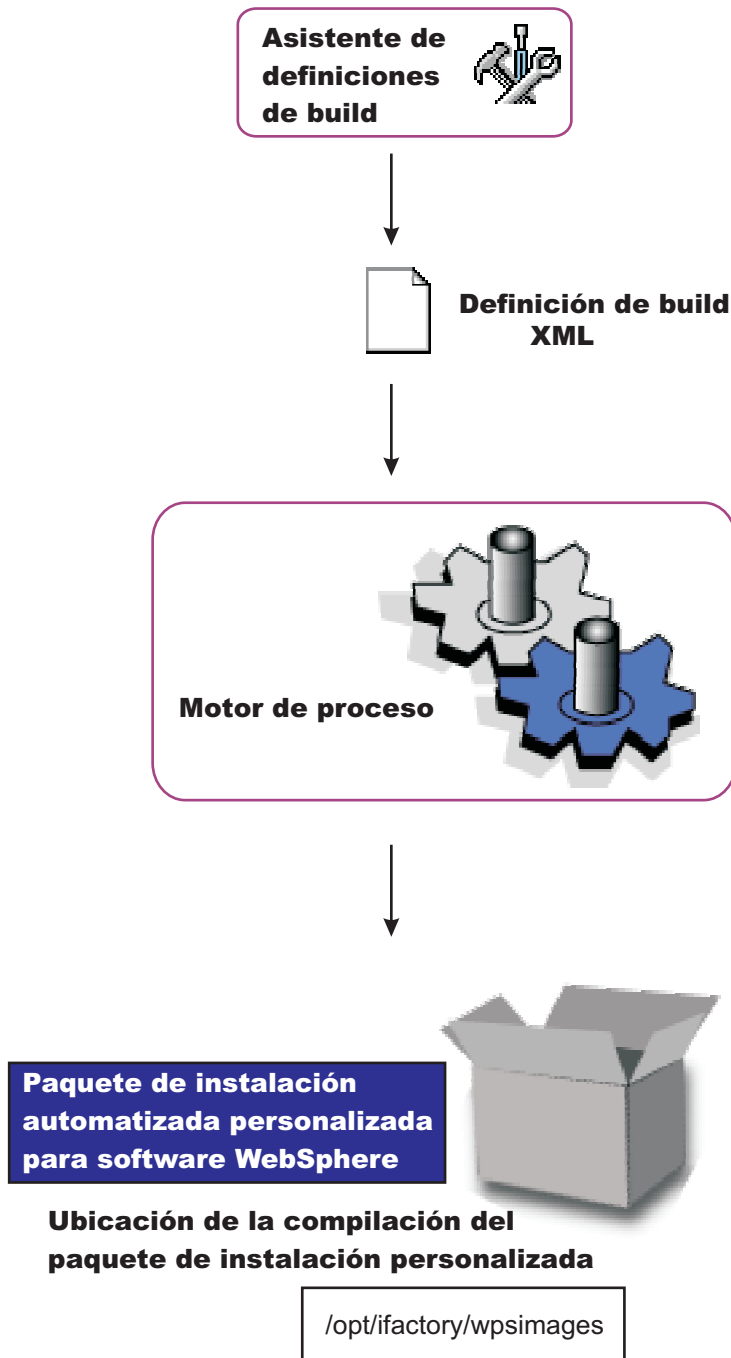 Asistente de
definiciones
de build
Definición de build
XML
Motor de proceso
Paquete de instalación
automatizada personalizada
para software WebSphere
Ubicación de la compilación del
paquete de instalación personalizada
/opt/ifactory/wpsimages